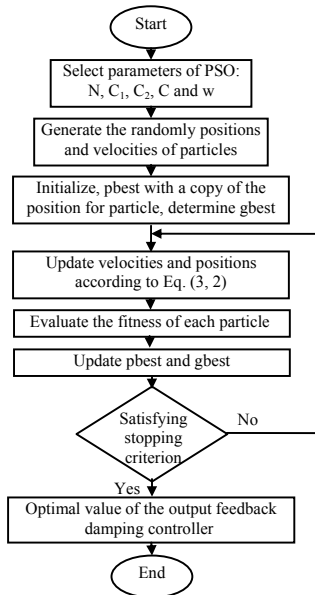 Start
Select parameters of PSO:
N, C₁, C₂, C and w
Generate the randomly positions
and velocities of particles
Initialize, pbest with a copy of the
position for particle, determine gbest
Update velocities and positions
according to Eq. (3, 2)
Evaluate the fitness of each particle
Update pbest and gbest
Satisfying
stopping
criterion
No
Yes
Optimal value of the output feedback
damping controller
End